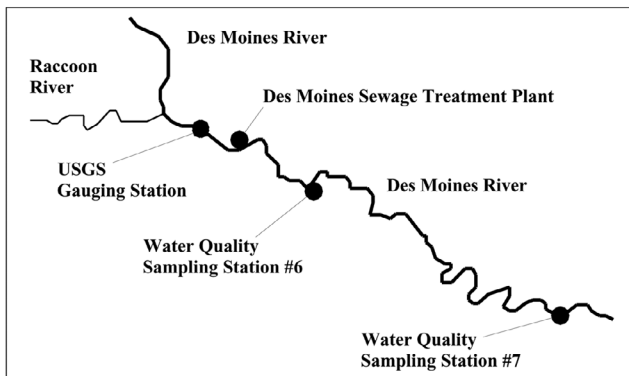 Des Moines River
Raccoon
River
Des Moines Sewage Treatment Plant
USGS
Gauging Station
Des Moines River
Water Quality
Sampling Station #6
Water Quality
Sampling Station #7